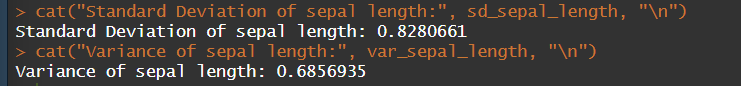 > cat("Standard Deviation of sepal length:", sd_sepal_length, "\n")
Standard Deviation of sepal length: 0.8280661
> cat("Variance of sepal length:", var_sepal_length, "\n")
Variance of sepal length: 0.6856935